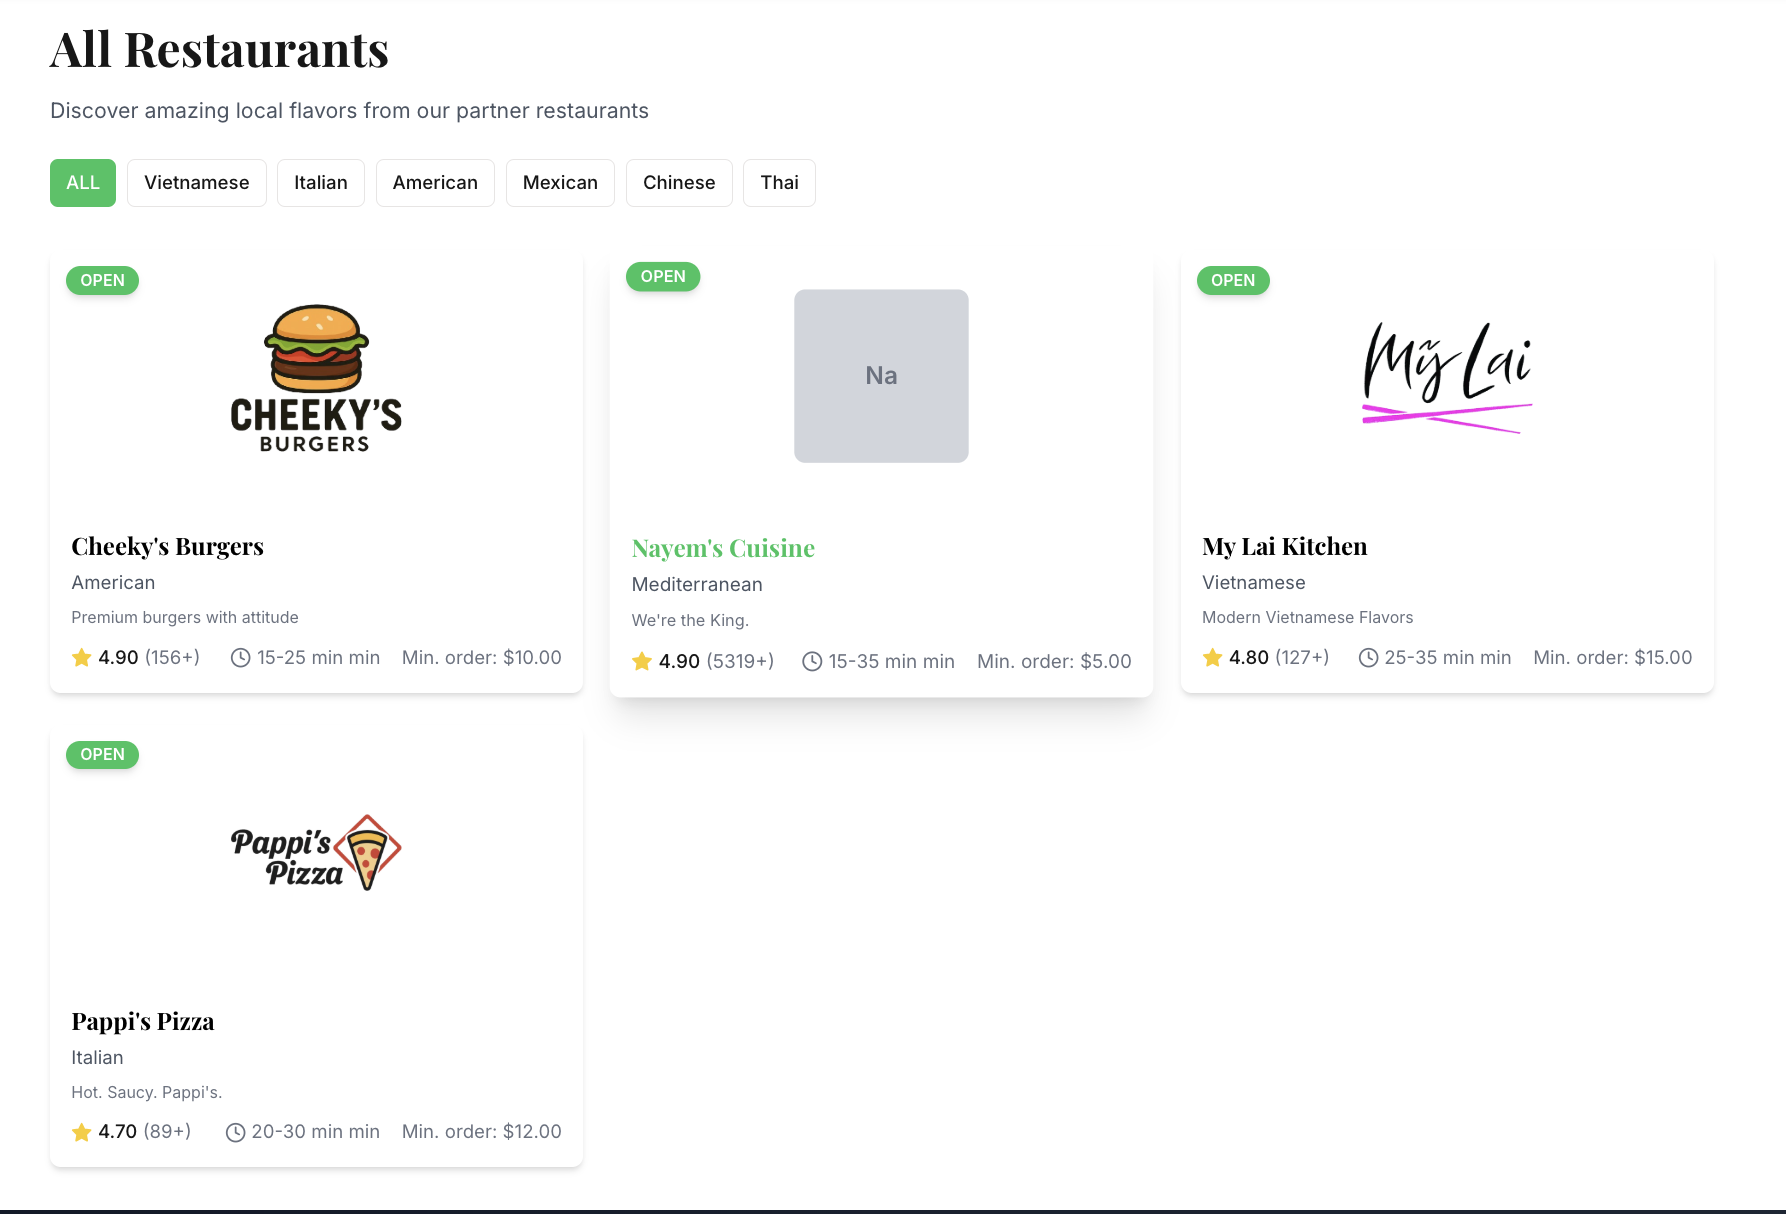 All Restaurants
Discover amazing local flavors from our partner restaurants
ALL
Vietnamese
Italian
American
Mexican
Chinese
Thai
OPEN
CHEEKY'S
BURGERS
Cheeky's Burgers
American
Premium burgers with attitude
4.90 (156+) 15-25 min min Min. order: $10.00
OPEN
Na
Nayem's Cuisine
Mediterranean
We're the King.
4.90 (5319+) 15-35 min min Min. order: $5.00
OPEN
Mỹ Lai
My Lai Kitchen
Vietnamese
Modern Vietnamese Flavors
4.80 (127+) 25-35 min min Min. order: $15.00
OPEN
Pappi's
Pizza
Pappi's Pizza
Italian
Hot. Saucy. Pappi's.
4.70 (89+) 20-30 min min Min. order: $12.00